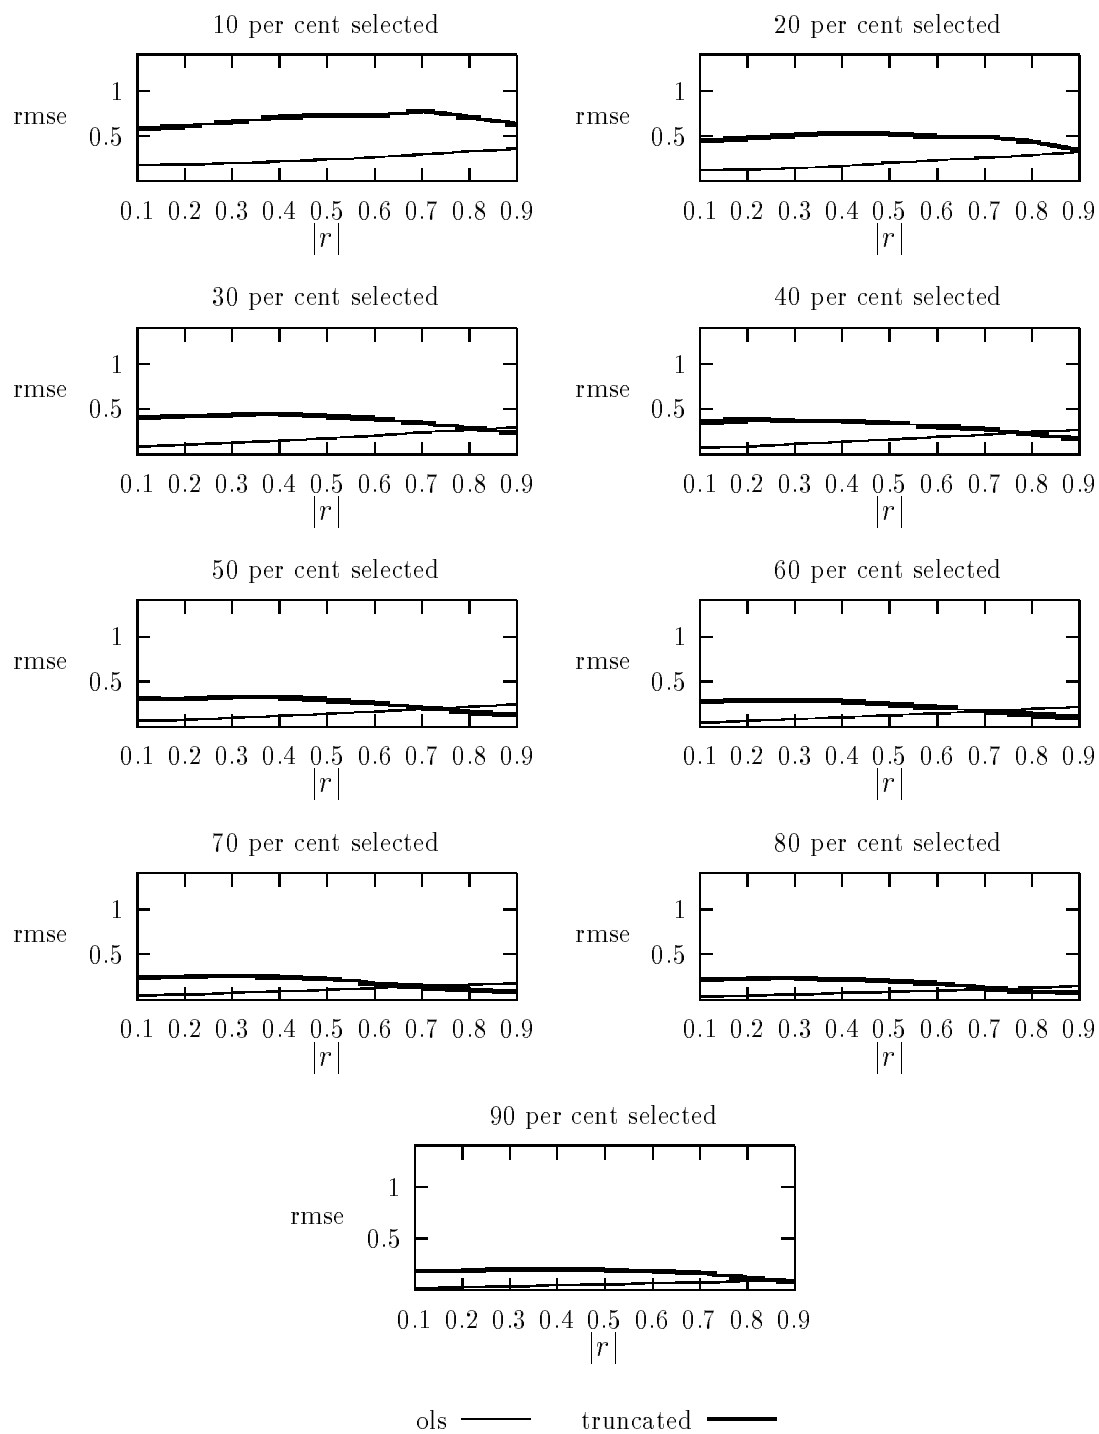 10 per cent selected
20 per cent selected
rmse
1
0.5
0.1 0.2 0.3 0.4 0.5 0.6 0.7 0.8 0.9
|r|
rmse
1
0.5
0.1 0.2 0.3 0.4 0.5 0.6 0.7 0.8 0.9
|r|
30 per cent selected
40 per cent selected
rmse
1
0.5
0.1 0.2 0.3 0.4 0.5 0.6 0.7 0.8 0.9
|r|
rmse
1
0.5
0.1 0.2 0.3 0.4 0.5 0.6 0.7 0.8 0.9
|r|
50 per cent selected
60 per cent selected
rmse
1
0.5
0.1 0.2 0.3 0.4 0.5 0.6 0.7 0.8 0.9
|r|
rmse
1
0.5
0.1 0.2 0.3 0.4 0.5 0.6 0.7 0.8 0.9
|r|
70 per cent selected
80 per cent selected
rmse
1
0.5
0.1 0.2 0.3 0.4 0.5 0.6 0.7 0.8 0.9
|r|
rmse
1
0.5
0.1 0.2 0.3 0.4 0.5 0.6 0.7 0.8 0.9
|r|
90 per cent selected
rmse
1
0.5
0.1 0.2 0.3 0.4 0.5 0.6 0.7 0.8 0.9
|r|
ols
truncated